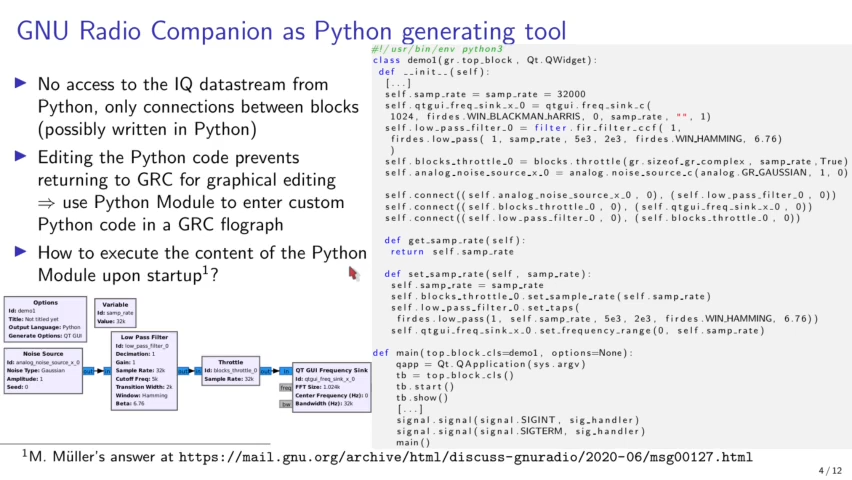 GNU Radio Companion as Python generating tool
No access to the IQ datastream from
Python, only connections between blocks
(possibly written in Python)
Editing the Python code prevents
returning to GRC for graphical editing
⇒ use Python Module to enter custom
Python code in a GRC flograph
How to execute the content of the Python
Module upon startup¹?
#!/usr/bin/env python3
class demo1(gr.top_block, Qt.QWidget):
def __init__(self):
[...]
self.samp_rate = samp_rate = 32000
self.qtgui_freq_sink_x_0 = qtgui.freq_sink_c(
1024, firdes.WIN_BLACKMAN_hARRIS, 0, samp_rate, "", 1)
self.low_pass_filter_0 = filter.fir_filter_ccf( 1,
firdes.low_pass( 1, samp_rate, 5e3, 2e3, firdes.WIN_HAMMING, 6.76)
)
self.blocks_throttle_0 = blocks.throttle(gr.sizeof_gr_complex, samp_rate,True)
self.analog_noise_source_x_0 = analog.noise_source_c(analog.GR_GAUSSIAN, 1, 0)
self.connect((self.analog_noise_source_x_0, 0), (self.low_pass_filter_0, 0))
self.connect((self.blocks_throttle_0, 0), (self.qtgui_freq_sink_x_0, 0))
self.connect((self.low_pass_filter_0, 0), (self.blocks_throttle_0, 0))
def get_samp_rate(self):
return self.samp_rate
def set_samp_rate(self, samp_rate):
self.samp_rate = samp_rate
self.blocks_throttle_0.set_sample_rate(self.samp_rate)
self.low_pass_filter_0.set_taps(
firdes.low_pass(1, self.samp_rate, 5e3, 2e3, firdes.WIN_HAMMING, 6.76))
self.qtgui_freq_sink_x_0.set_frequency_range(0, self.samp_rate)
def main(top_block_cls=demo1, options=None):
qapp = Qt.QApplication(sys.argv)
tb = top_block_cls()
tb.start()
tb.show()
[...]
signal.signal(signal.SIGINT, sig_handler)
signal.signal(signal.SIGTERM, sig_handler)
main()
Options
Id: demo1
Title: Not titled yet
Output Language: Python
Generate Options: QT GUI
Variable
Id: samp_rate
Value: 32k
Noise Source
Id: analog_noise_source_x_0
Noise Type: Gaussian
Amplitude: 1
Seed: 0
out
in
Low Pass Filter
Id: low_pass_filter_0
Decimation: 1
Gain: 1
Sample Rate: 32k
Cutoff Freq: 5k
Transition Width: 2k
Window: Hamming
Beta: 6.76
out
in
Throttle
Id: blocks_throttle_0
Sample Rate: 32k
out
in
freq
bw
QT GUI Frequency Sink
Id: qtgui_freq_sink_x_0
FFT Size: 1.024k
Center Frequency (Hz): 0
Bandwidth (Hz): 32k
¹M. Müller's answer at https://mail.gnu.org/archive/html/discuss-gnuradio/2020-06/msg00127.html
4 / 12